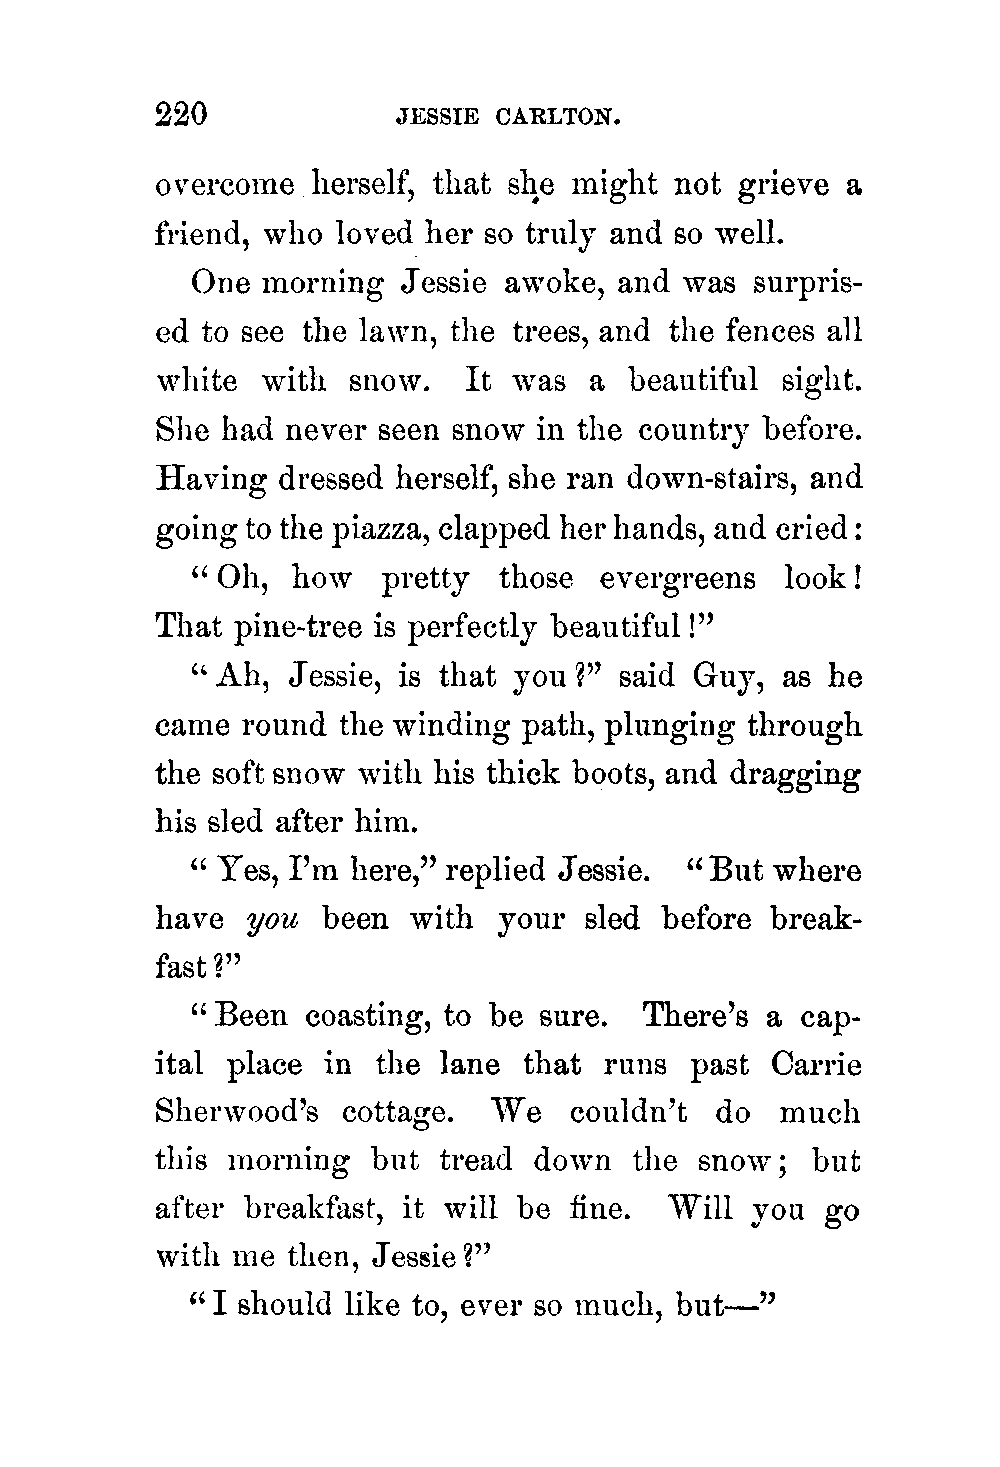 220 JESSIE CARLTON.
overcome herself, that she might not grieve a
friend, who loved her so truly and so well.
One morning Jessie awoke, and was surpris-
ed to see the lawn, the trees, and the fences all
white with snow. It was a beautiful sight.
She had never seen snow in the country before.
Having dressed herself, she ran down-stairs, and
going to the piazza, clapped her hands, and cried:
“Oh, how pretty those evergreens look!
That pine-tree is perfectly beautiful!”
“Ah, Jessie, is that you?” said Guy, as he
came round the winding path, plunging through
the soft snow with his thick boots, and dragging
his sled after him.
“Yes, I’m here,” replied Jessie. “But where
have you been with your sled before break-
fast?”
“Been coasting, to be sure. There’s a cap-
ital place in the lane that runs past Carrie
Sherwood’s cottage. We couldn’t do much
this morning but tread down the snow; but
after breakfast, it will be fine. Will you go
with me then, Jessie?”
“I should like to, ever so much, but—”